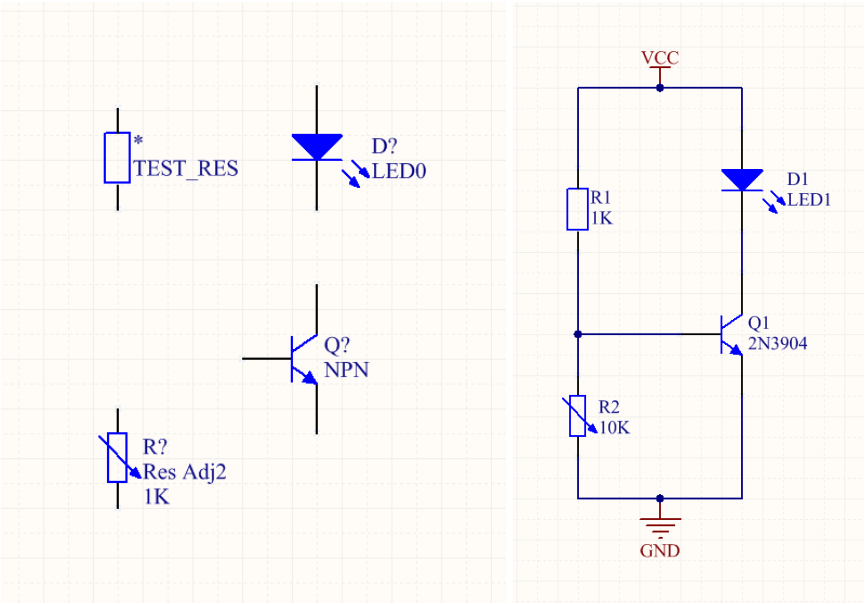 *
TEST_RES
D?
LED0
Q?
NPN
R?
Res Adj2
1K
VCC
R1
1K
D1
LED1
Q1
2N3904
R2
10K
GND